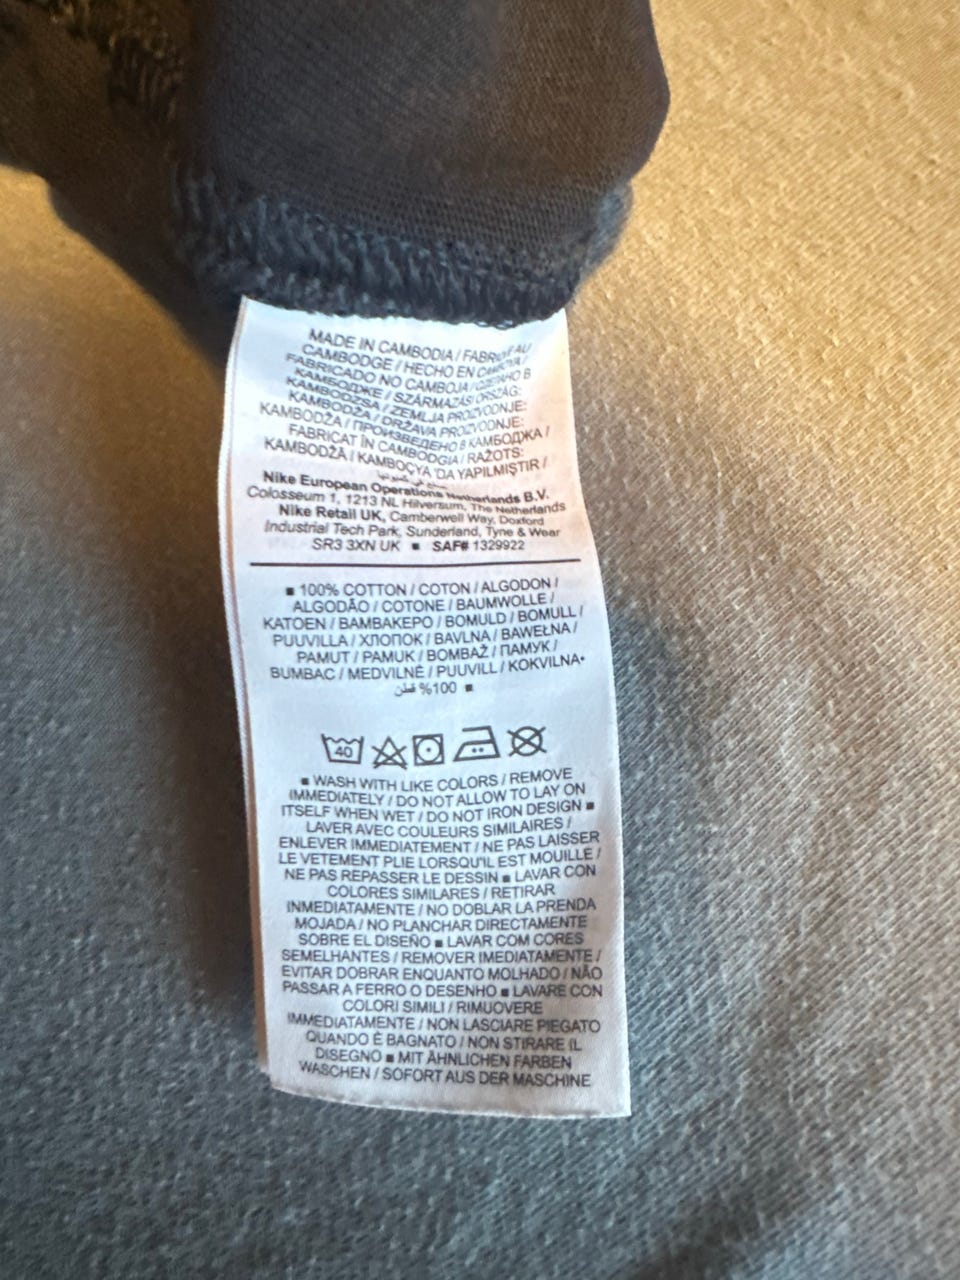 MADE IN CAMBODIA / FABRIQUE AU
CAMBODGE / HECHO EN CAMBOYA /
FABRICADO NO CAMBOJA / СДЕЛАНО В
КАМБОДЖЕ / SZÁRMAZÁSI ORSZÁG:
KAMBODZSA / ZEMLJA PROIZVODNJE:
KAMBODŽA / DRŽAVA PROIZVODNJE:
KAMBODŽA / ПРОИЗВЕДЕНО В КАМБОДЖА /
FABRICAT ÎN CAMBODGIA / RAŽOTS:
KAMBODŽĀ / KAMBOÇYA 'DA YAPILMIŞTIR /
Nike European Operations Netherlands B.V.
Colosseum 1, 1213 NL Hilversum, The Netherlands
Nike Retail UK, Camberwell Way, Doxford
Industrial Tech Park, Sunderland, Tyne & Wear
SR3 3XN UK ■ SAF# 1329922
■ 100% COTTON / COTON / ALGODON /
ALGODÃO / COTONE / BAUMWOLLE /
KATOEN / ΒΑΜΒΑΚΕΡΟ / BOMULD / BOMULL /
PUUVILLA / ХЛОПОК / BAVLNA / BAWEŁNA /
PAMUT / PAMUK / BOMBAŽ / ПАМУК /
BUMBAC / MEDVILNĖ / PUUVILL / KOKVILNA•
■ 100% قطن
40
■ WASH WITH LIKE COLORS / REMOVE
IMMEDIATELY / DO NOT ALLOW TO LAY ON
ITSELF WHEN WET / DO NOT IRON DESIGN ■
LAVER AVEC COULEURS SIMILAIRES /
ENLEVER IMMEDIATEMENT / NE PAS LAISSER
LE VETEMENT PLIE LORSQU'IL EST MOUILLE /
NE PAS REPASSER LE DESSIN ■ LAVAR CON
COLORES SIMILARES / RETIRAR
INMEDIATAMENTE / NO DOBLAR LA PRENDA
MOJADA / NO PLANCHAR DIRECTAMENTE
SOBRE EL DISEÑO ■ LAVAR COM CORES
SEMELHANTES / REMOVER IMEDIATAMENTE /
EVITAR DOBRAR ENQUANTO MOLHADO / NÃO
PASSAR A FERRO O DESENHO ■ LAVARE CON
COLORI SIMILI / RIMUOVERE
IMMEDIATAMENTE / NON LASCIARE PIEGATO
QUANDO È BAGNATO / NON STIRARE IL
DISEGNO ■ MIT ÄHNLICHEN FARBEN
WASCHEN / SOFORT AUS DER MASCHINE